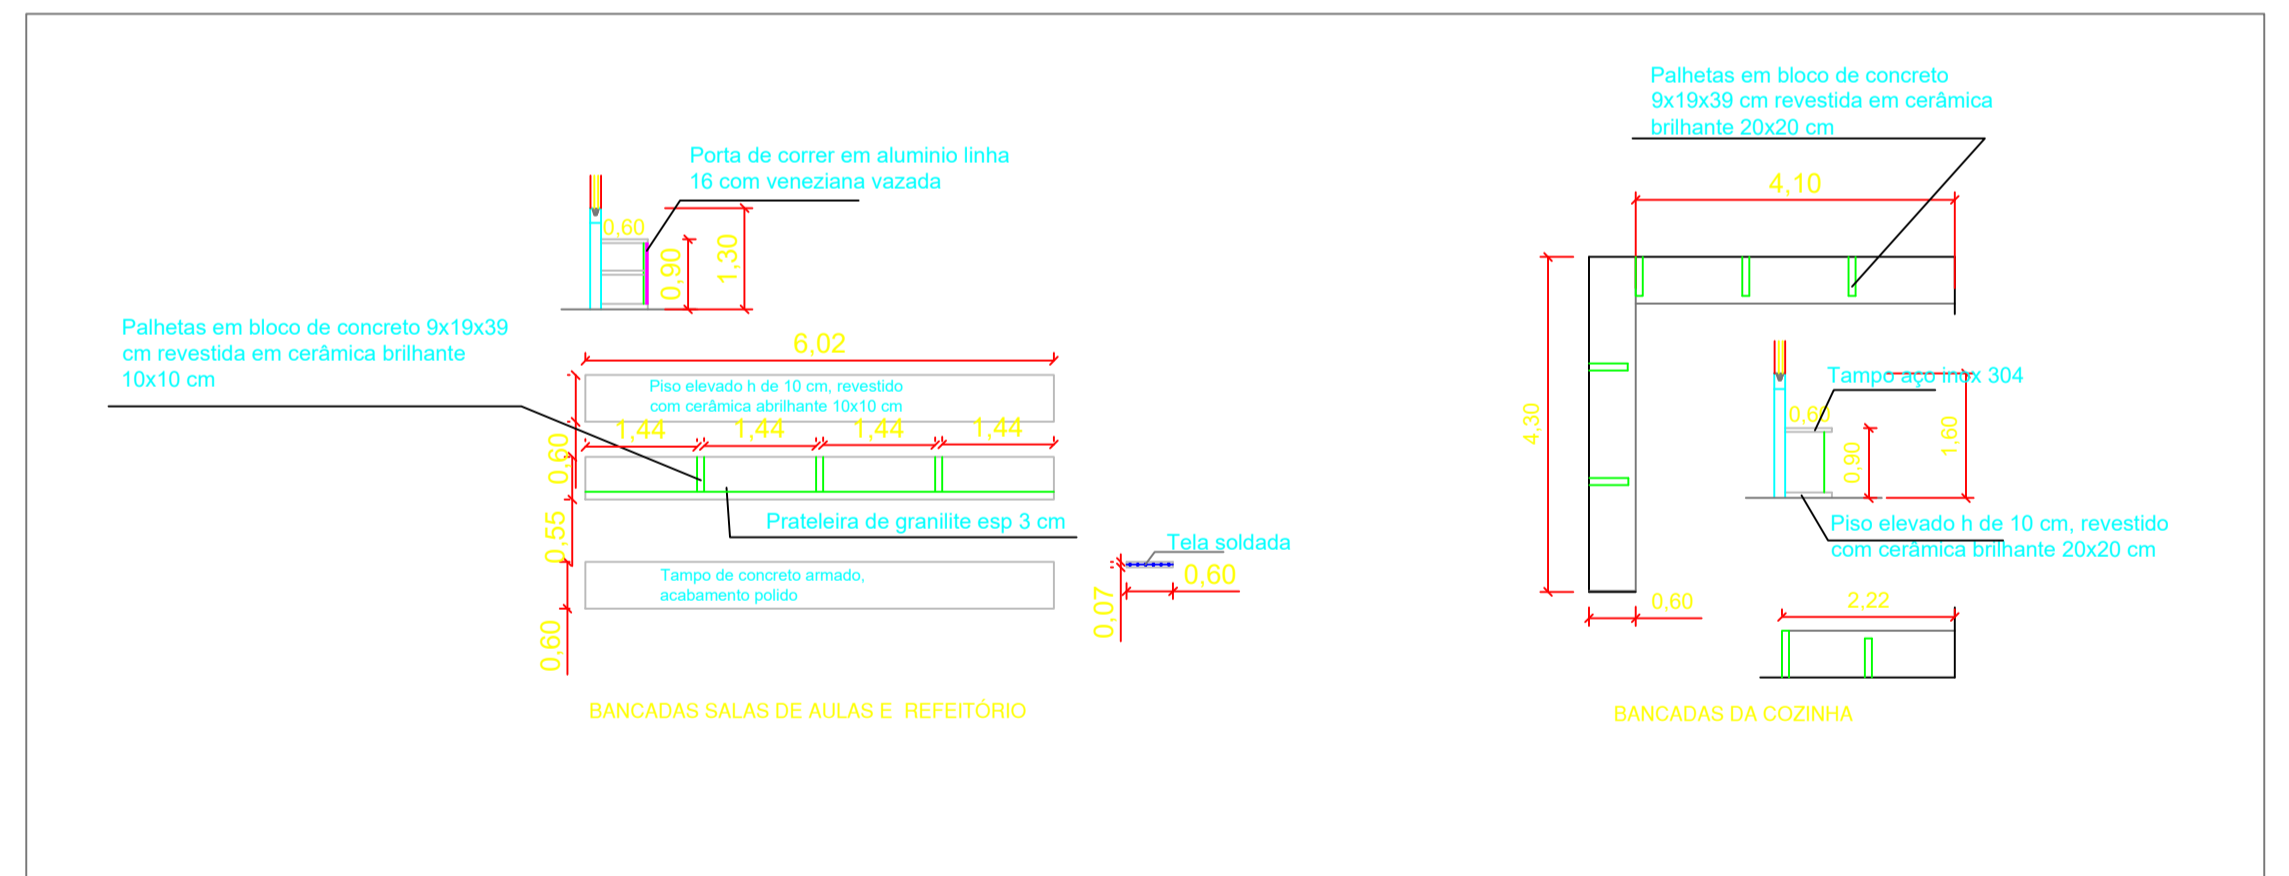 Palhetas em bloco de concreto
9x19x39 cm revestida em cerâmica
brilhante 20x20 cm
Porta de correr em aluminio linha
16 com veneziana vazada
4,10
0,60
0,90
1,30
Palhetas em bloco de concreto 9x19x39
cm revestida em cerâmica brilhante
10x10 cm
6,02
Piso elevado h de 10 cm, revestido
com cerâmica abrilhante 10x10 cm
1,44
1,44
1,44
1,44
0,60
0,55
Prateleira de granilite esp 3 cm
Tampo de concreto armado,
acabamento polido
0,60
Tela soldada
0,60
0,07
BANCADAS SALAS DE AULAS E  REFEITÓRIO
4,30
Tampo aço inox 304
0,60
0,90
1,60
Piso elevado h de 10 cm, revestido
com cerâmica brilhante 20x20 cm
0,60
2,22
BANCADAS DA COZINHA